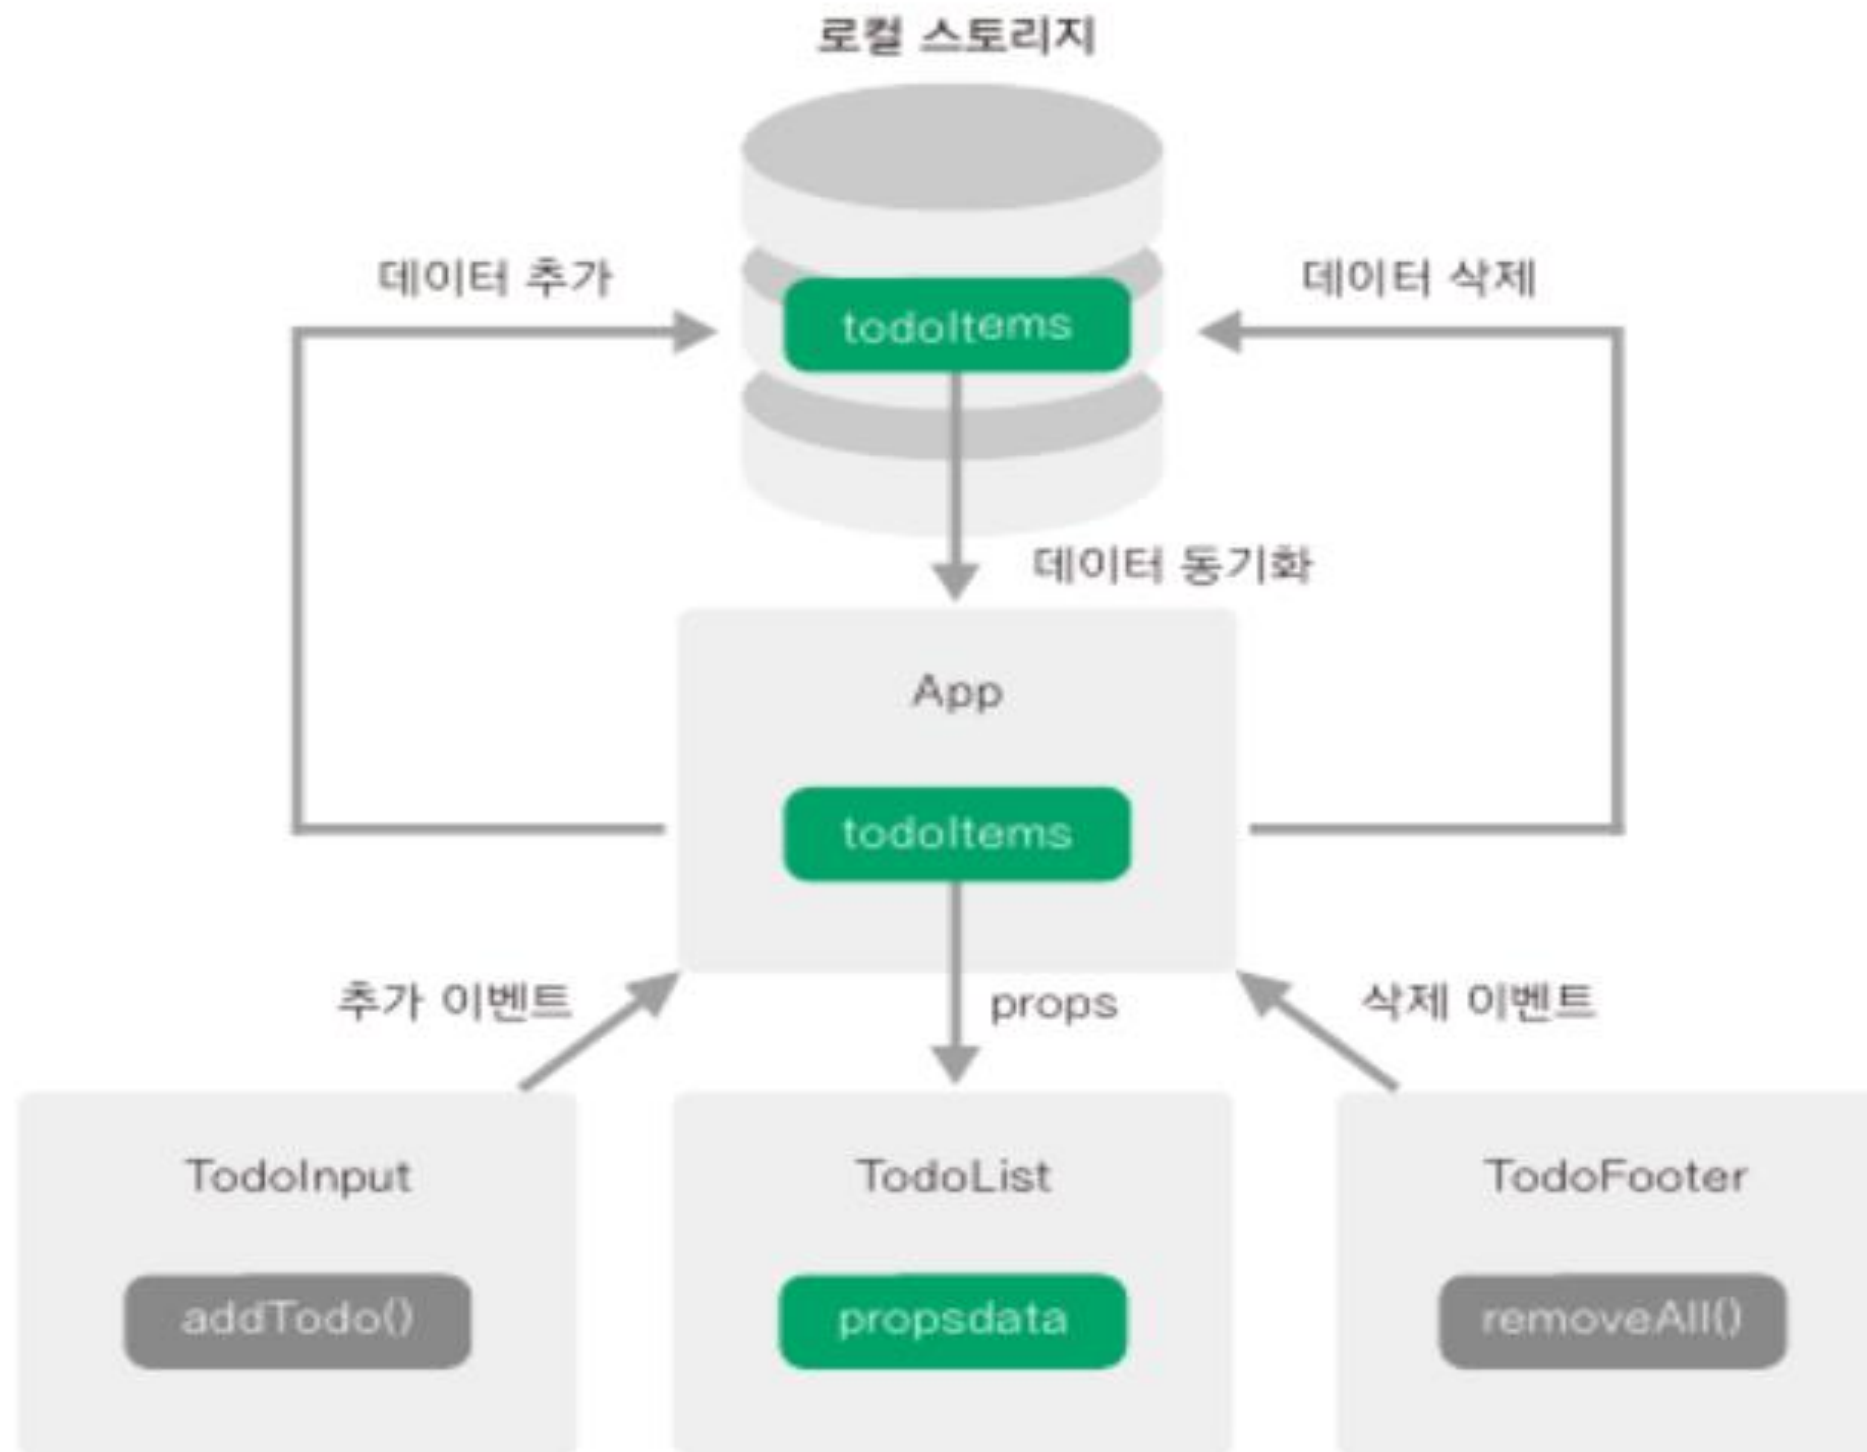 로컬 스토리지
데이터 추가
데이터 삭제
todoItems
데이터 동기화
App
todoItems
추가 이벤트
props
삭제 이벤트
TodoInput
TodoList
TodoFooter
addTodo()
propsdata
removeAll()